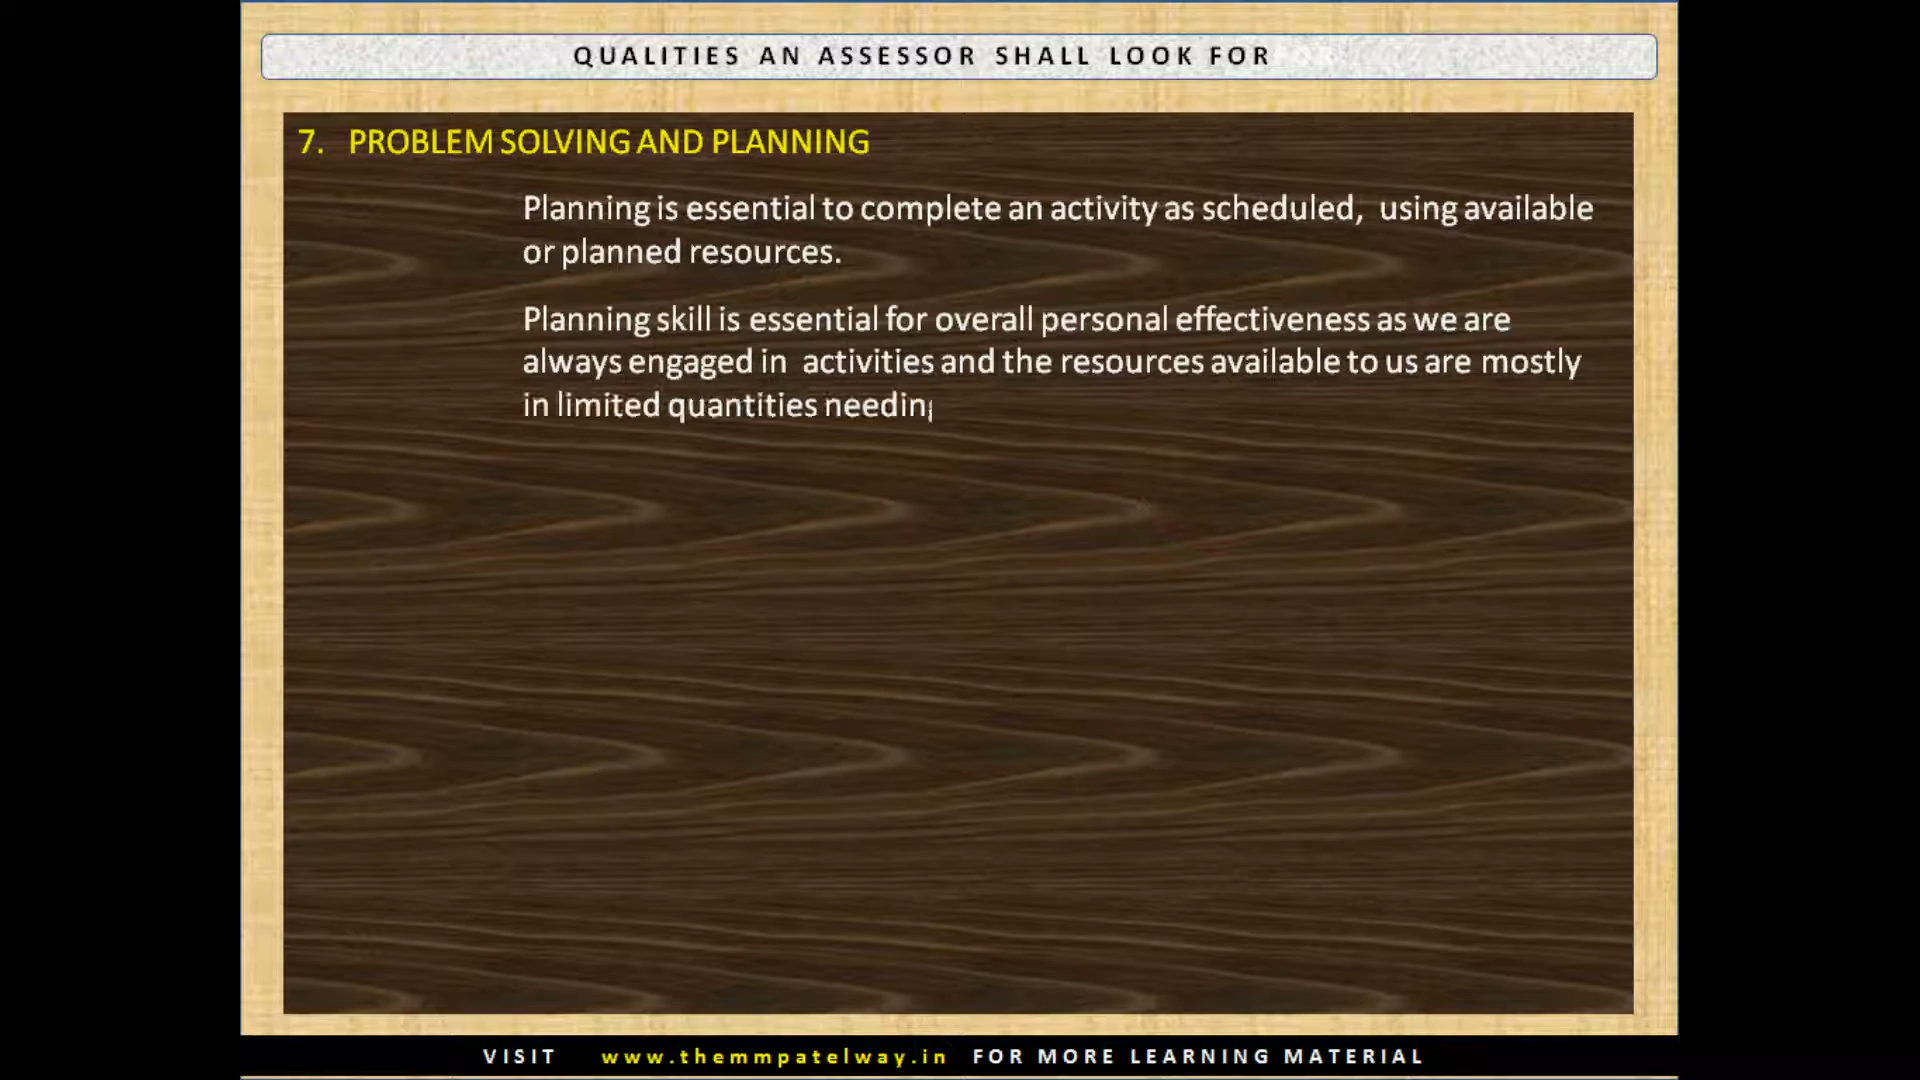 QUALITIES AN ASSESSOR SHALL LOOK FOR
7. PROBLEM SOLVING AND PLANNING
Planning is essential to complete an activity as scheduled, using available
or planned resources.
Planning skill is essential for overall personal effectiveness as we are
always engaged in activities and the resources available to us are mostly
in limited quantities needing
VISIT www.themmpatelway.in FOR MORE LEARNING MATERIAL